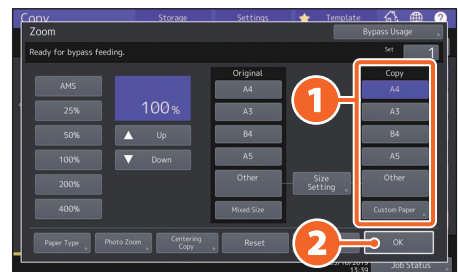 Copy Storage Settings Template
Zoom Bypass Usage
Ready for bypass feeding. Set 1
Original Copy
AMS A4 A4
25% 100% A3 A3
50% Up B4 B4
100% Down A5 A5
200% Other Size Setting Other
400% Mixed Size Custom Paper
Paper Type Photo Zoom Centering Copy Reset OK
13:39 Job Status
1
2